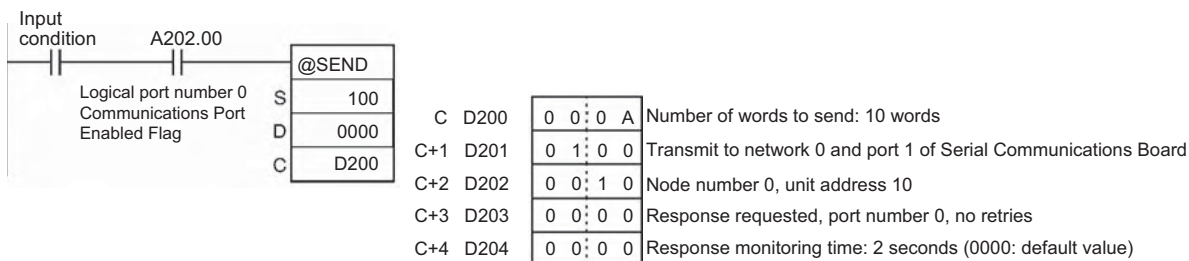 Input
condition A202.00
@SEND
Logical port number 0
Communications Port
Enabled Flag
S 100
D 0000
C D200
C D200 0 0 0 A Number of words to send: 10 words
C+1 D201 0 1 0 0 Transmit to network 0 and port 1 of Serial Communications Board
C+2 D202 0 0 1 0 Node number 0, unit address 10
C+3 D203 0 0 0 0 Response requested, port number 0, no retries
C+4 D204 0 0 0 0 Response monitoring time: 2 seconds (0000: default value)